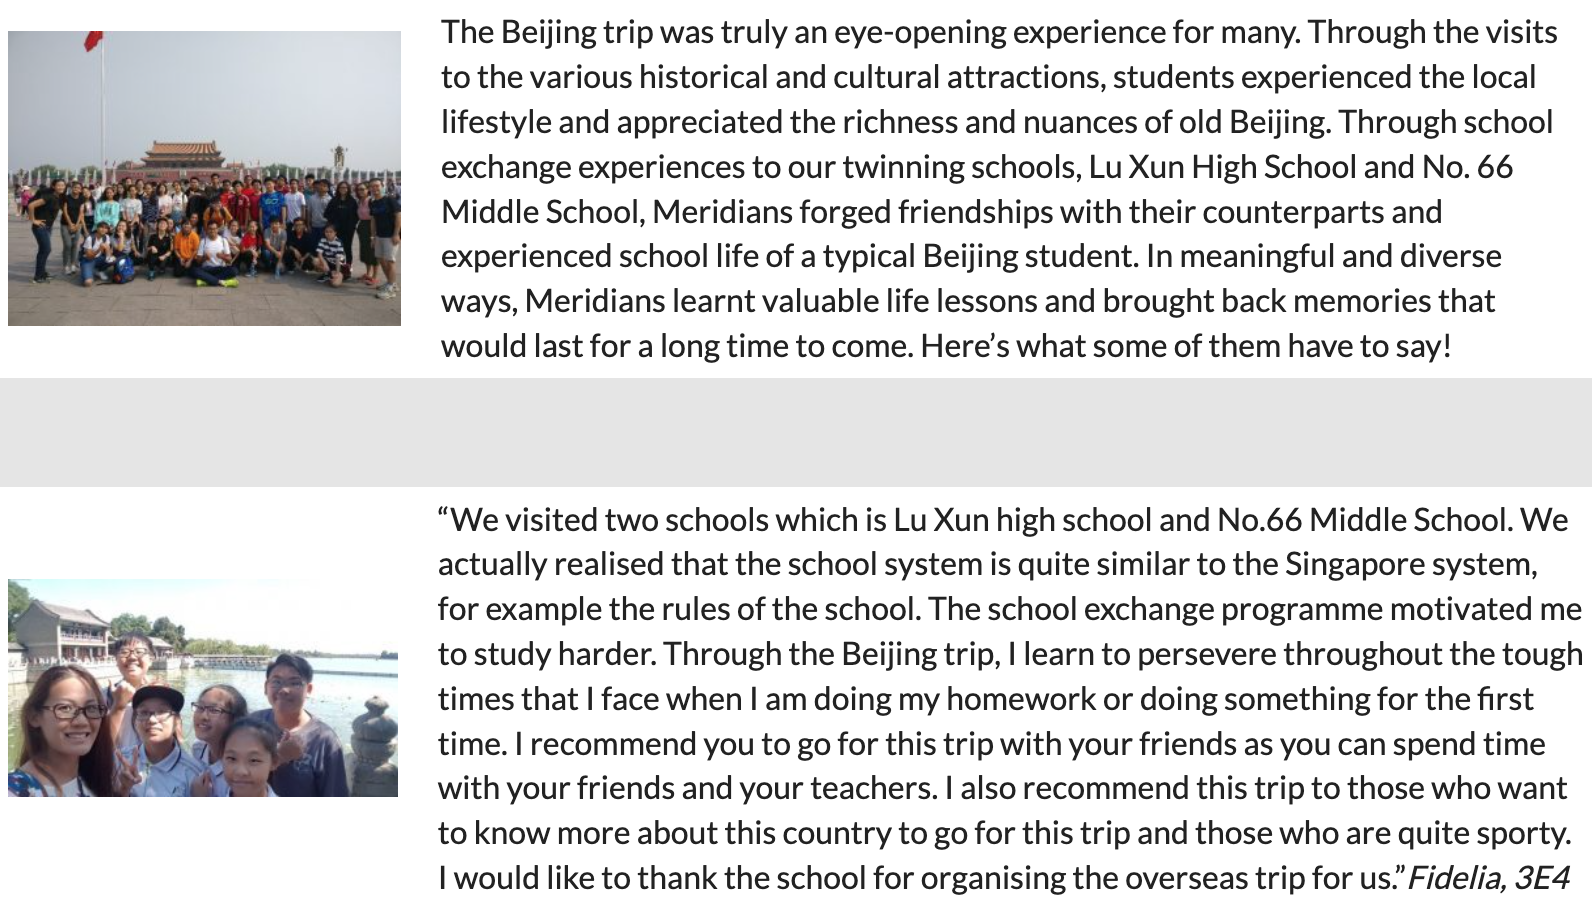 The Beijing trip was truly an eye-opening experience for many. Through the visits
to the various historical and cultural attractions, students experienced the local
lifestyle and appreciated the richness and nuances of old Beijing. Through school
exchange experiences to our twinning schools, Lu Xun High School and No. 66
Middle School, Meridians forged friendships with their counterparts and
experienced school life of a typical Beijing student. In meaningful and diverse
ways, Meridians learnt valuable life lessons and brought back memories that
would last for a long time to come. Here’s what some of them have to say!
“We visited two schools which is Lu Xun high school and No.66 Middle School. We
actually realised that the school system is quite similar to the Singapore system,
for example the rules of the school. The school exchange programme motivated me
to study harder. Through the Beijing trip, I learn to persevere throughout the tough
times that I face when I am doing my homework or doing something for the first
time. I recommend you to go for this trip with your friends as you can spend time
with your friends and your teachers. I also recommend this trip to those who want
to know more about this country to go for this trip and those who are quite sporty.
I would like to thank the school for organising the overseas trip for us.”Fidelia, 3E4